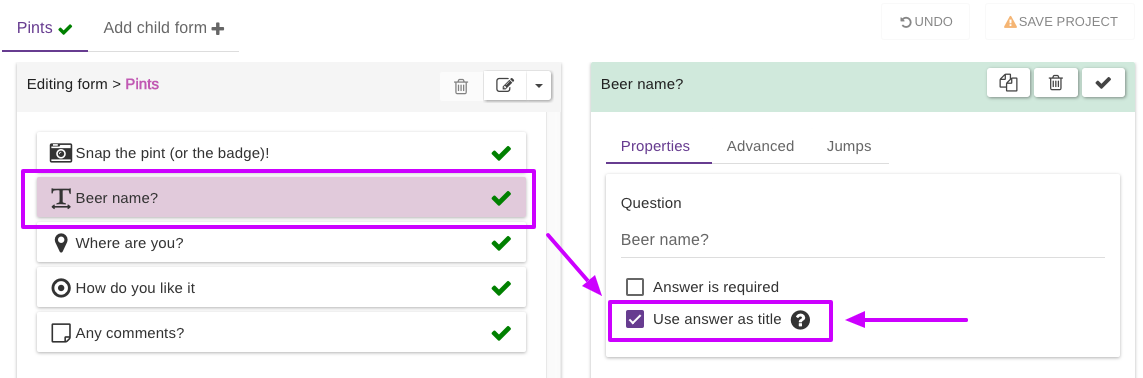 Pints
Add child form
UNDO
SAVE PROJECT
Editing form > Pints
Snap the pint (or the badge)!
Beer name?
Where are you?
How do you like it
Any comments?
Beer name?
Properties
Advanced
Jumps
Question
Beer name?
Answer is required
Use answer as title